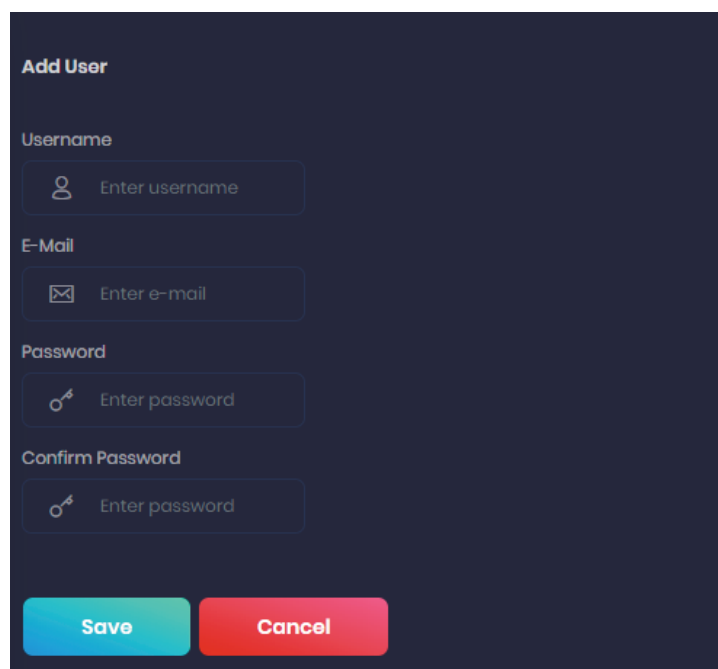 Add User
Username
Enter username
E-Mail
Enter e-mail
Password
Enter password
Confirm Password
Enter password
Save Cancel